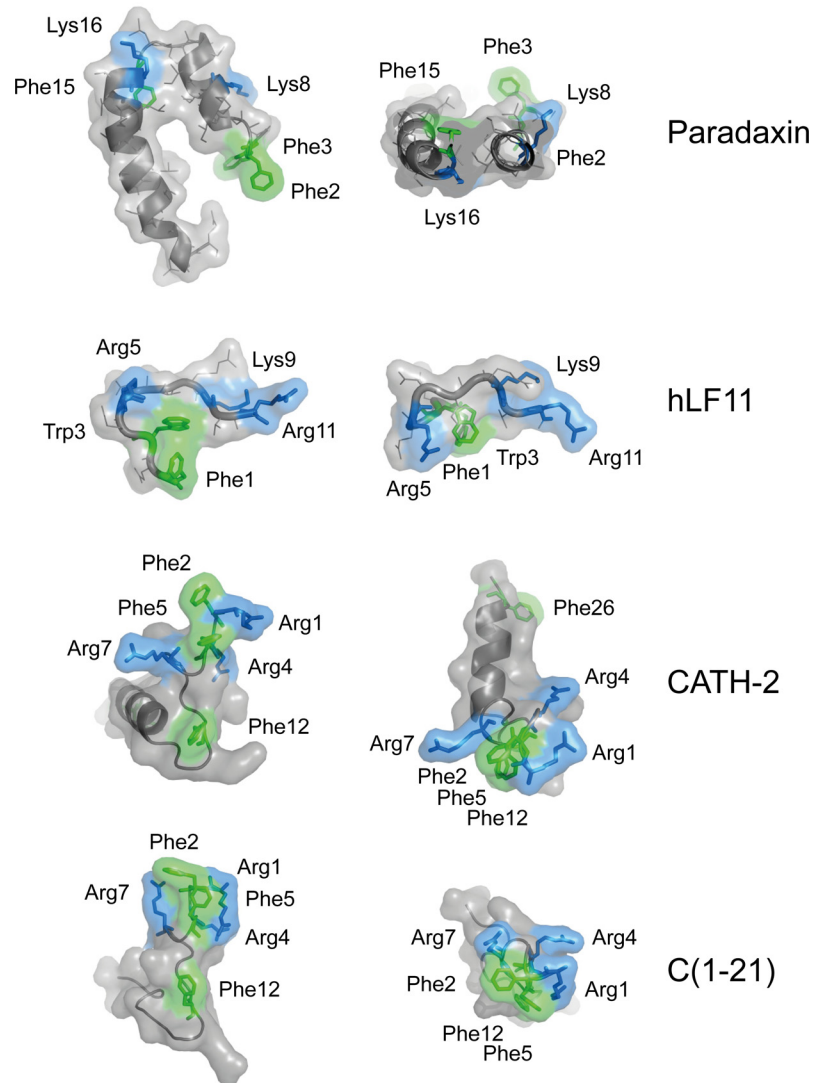 Lys16
Phe15
Lys8
Phe3
Phe2
Phe3
Phe15
Lys8
Phe2
Lys16
Paradaxin
Arg5
Lys9
Trp3
Arg11
Phe1
Lys9
Trp3
Phe1
Arg5
Arg11
hLF11
Phe2
Phe5
Arg1
Arg7
Arg4
Phe12
Phe26
Arg4
Arg7
Arg1
Phe2
Phe5
Phe12
CATH-2
Phe2
Arg1
Arg7
Phe5
Arg4
Phe12
Arg7
Arg4
Phe2
Arg1
Phe12
Phe5
C(1-21)